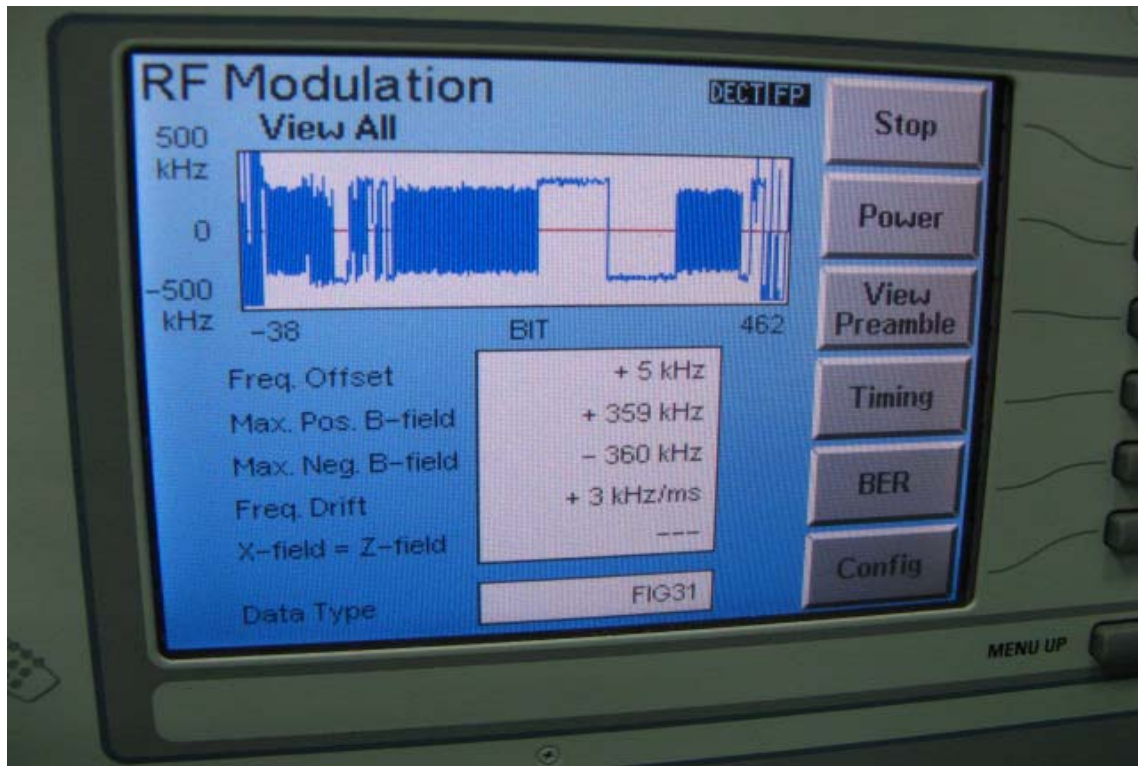 RF Modulation
DECT FP
View All
500
kHz
0
-500
kHz
-38
BIT
462
Freq. Offset + 5 kHz
Max. Pos. B-field + 359 kHz
Max. Neg. B-field - 360 kHz
Freq. Drift + 3 kHz/ms
X-field = Z-field ---
Data Type FIG31
Stop
Power
View
Preamble
Timing
BER
Config
MENU UP